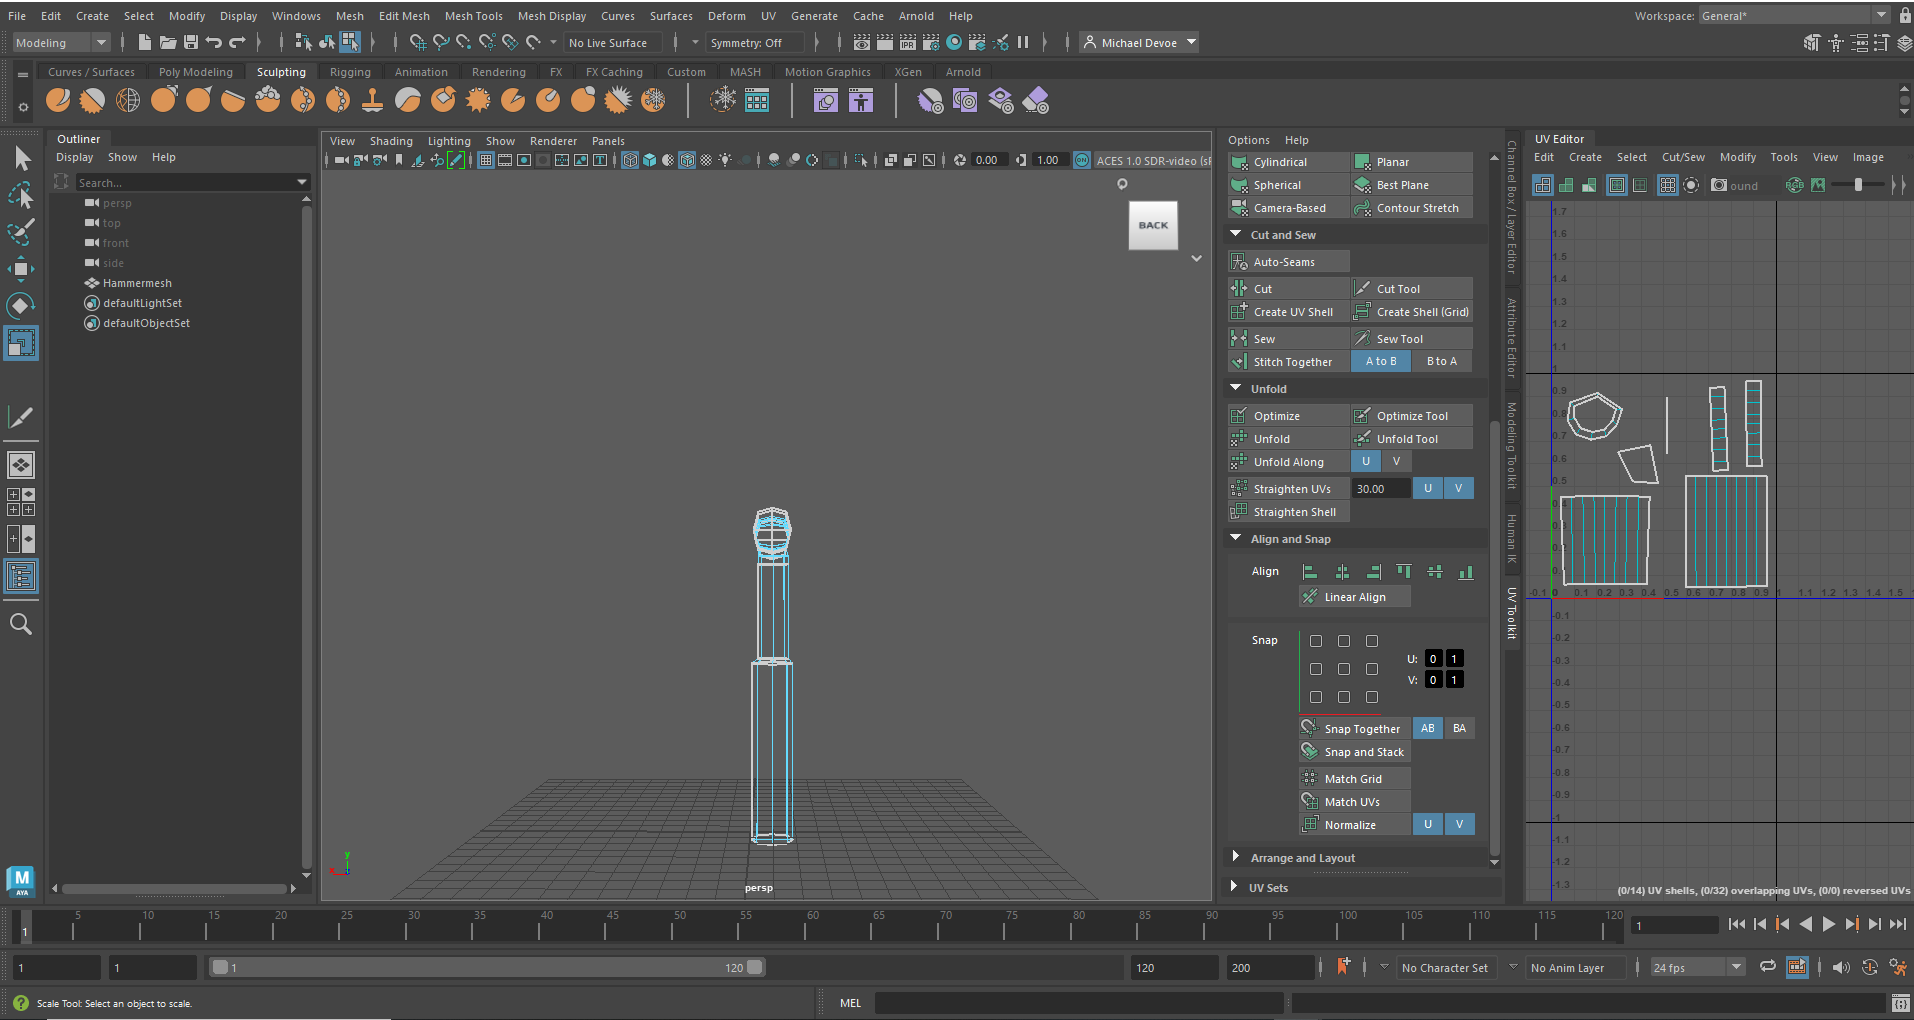 File Edit Create Select Modify Display Windows Mesh Edit Mesh Mesh Tools Mesh Display Curves Surfaces Deform UV Generate Cache Arnold Help
Workspace: General*
Modeling No Live Surface Symmetry: Off IPR Michael Devoe
Curves / Surfaces Poly Modeling Sculpting Rigging Animation Rendering FX FX Caching Custom MASH Motion Graphics XGen Arnold
Outliner
Display Show Help
Search...
persp
top
front
side
Hammermesh
defaultLightSet
defaultObjectSet
View Shading Lighting Show Renderer Panels
0.00 1.00 ON ACES 1.0 SDR-video (sR
BACK
y
x
persp
Options Help
Cylindrical Planar
Spherical Best Plane
Camera-Based Contour Stretch
Cut and Sew
Auto-Seams
Cut Cut Tool
Create UV Shell Create Shell (Grid)
Sew Sew Tool
Stitch Together A to B B to A
Unfold
Optimize Optimize Tool
Unfold Unfold Tool
Unfold Along U V
Straighten UVs 30.00 U V
Straighten Shell
Align and Snap
Align
Linear Align
Snap
U: 0 1
V: 0 1
Snap Together AB BA
Snap and Stack
Match Grid
Match UVs
Normalize U V
Arrange and Layout
UV Sets
Channel Box / Layer Editor
Attribute Editor
Modeling Toolkit
Human IK
UV Toolkit
UV Editor
Edit Create Select Cut/Sew Modify Tools View Image
ound RGB
1.7
1.6
1.5
1.4
1.3
1.2
1.1
1
0.9
0.8
0.7
0.6
0.5
-0.1 0 0.1 0.2 0.3 0.4 0.5 0.6 0.7 0.8 0.9 1 1.1 1.2 1.3 1.4 1.5
-0.1
-0.2
-0.3
-0.4
-0.5
-0.6
-0.7
-0.8
-0.9
-1
-1.1
-1.2
-1.3
(0/14) UV shells, (0/32) overlapping UVs, (0/0) reversed UVs
M
AYA
5 10 15 20 25 30 35 40 45 50 55 60 65 70 75 80 85 90 95 100 105 110 115 120
1
1
1 1 1 120 120 200 No Character Set No Anim Layer 24 fps
Scale Tool: Select an object to scale.
MEL